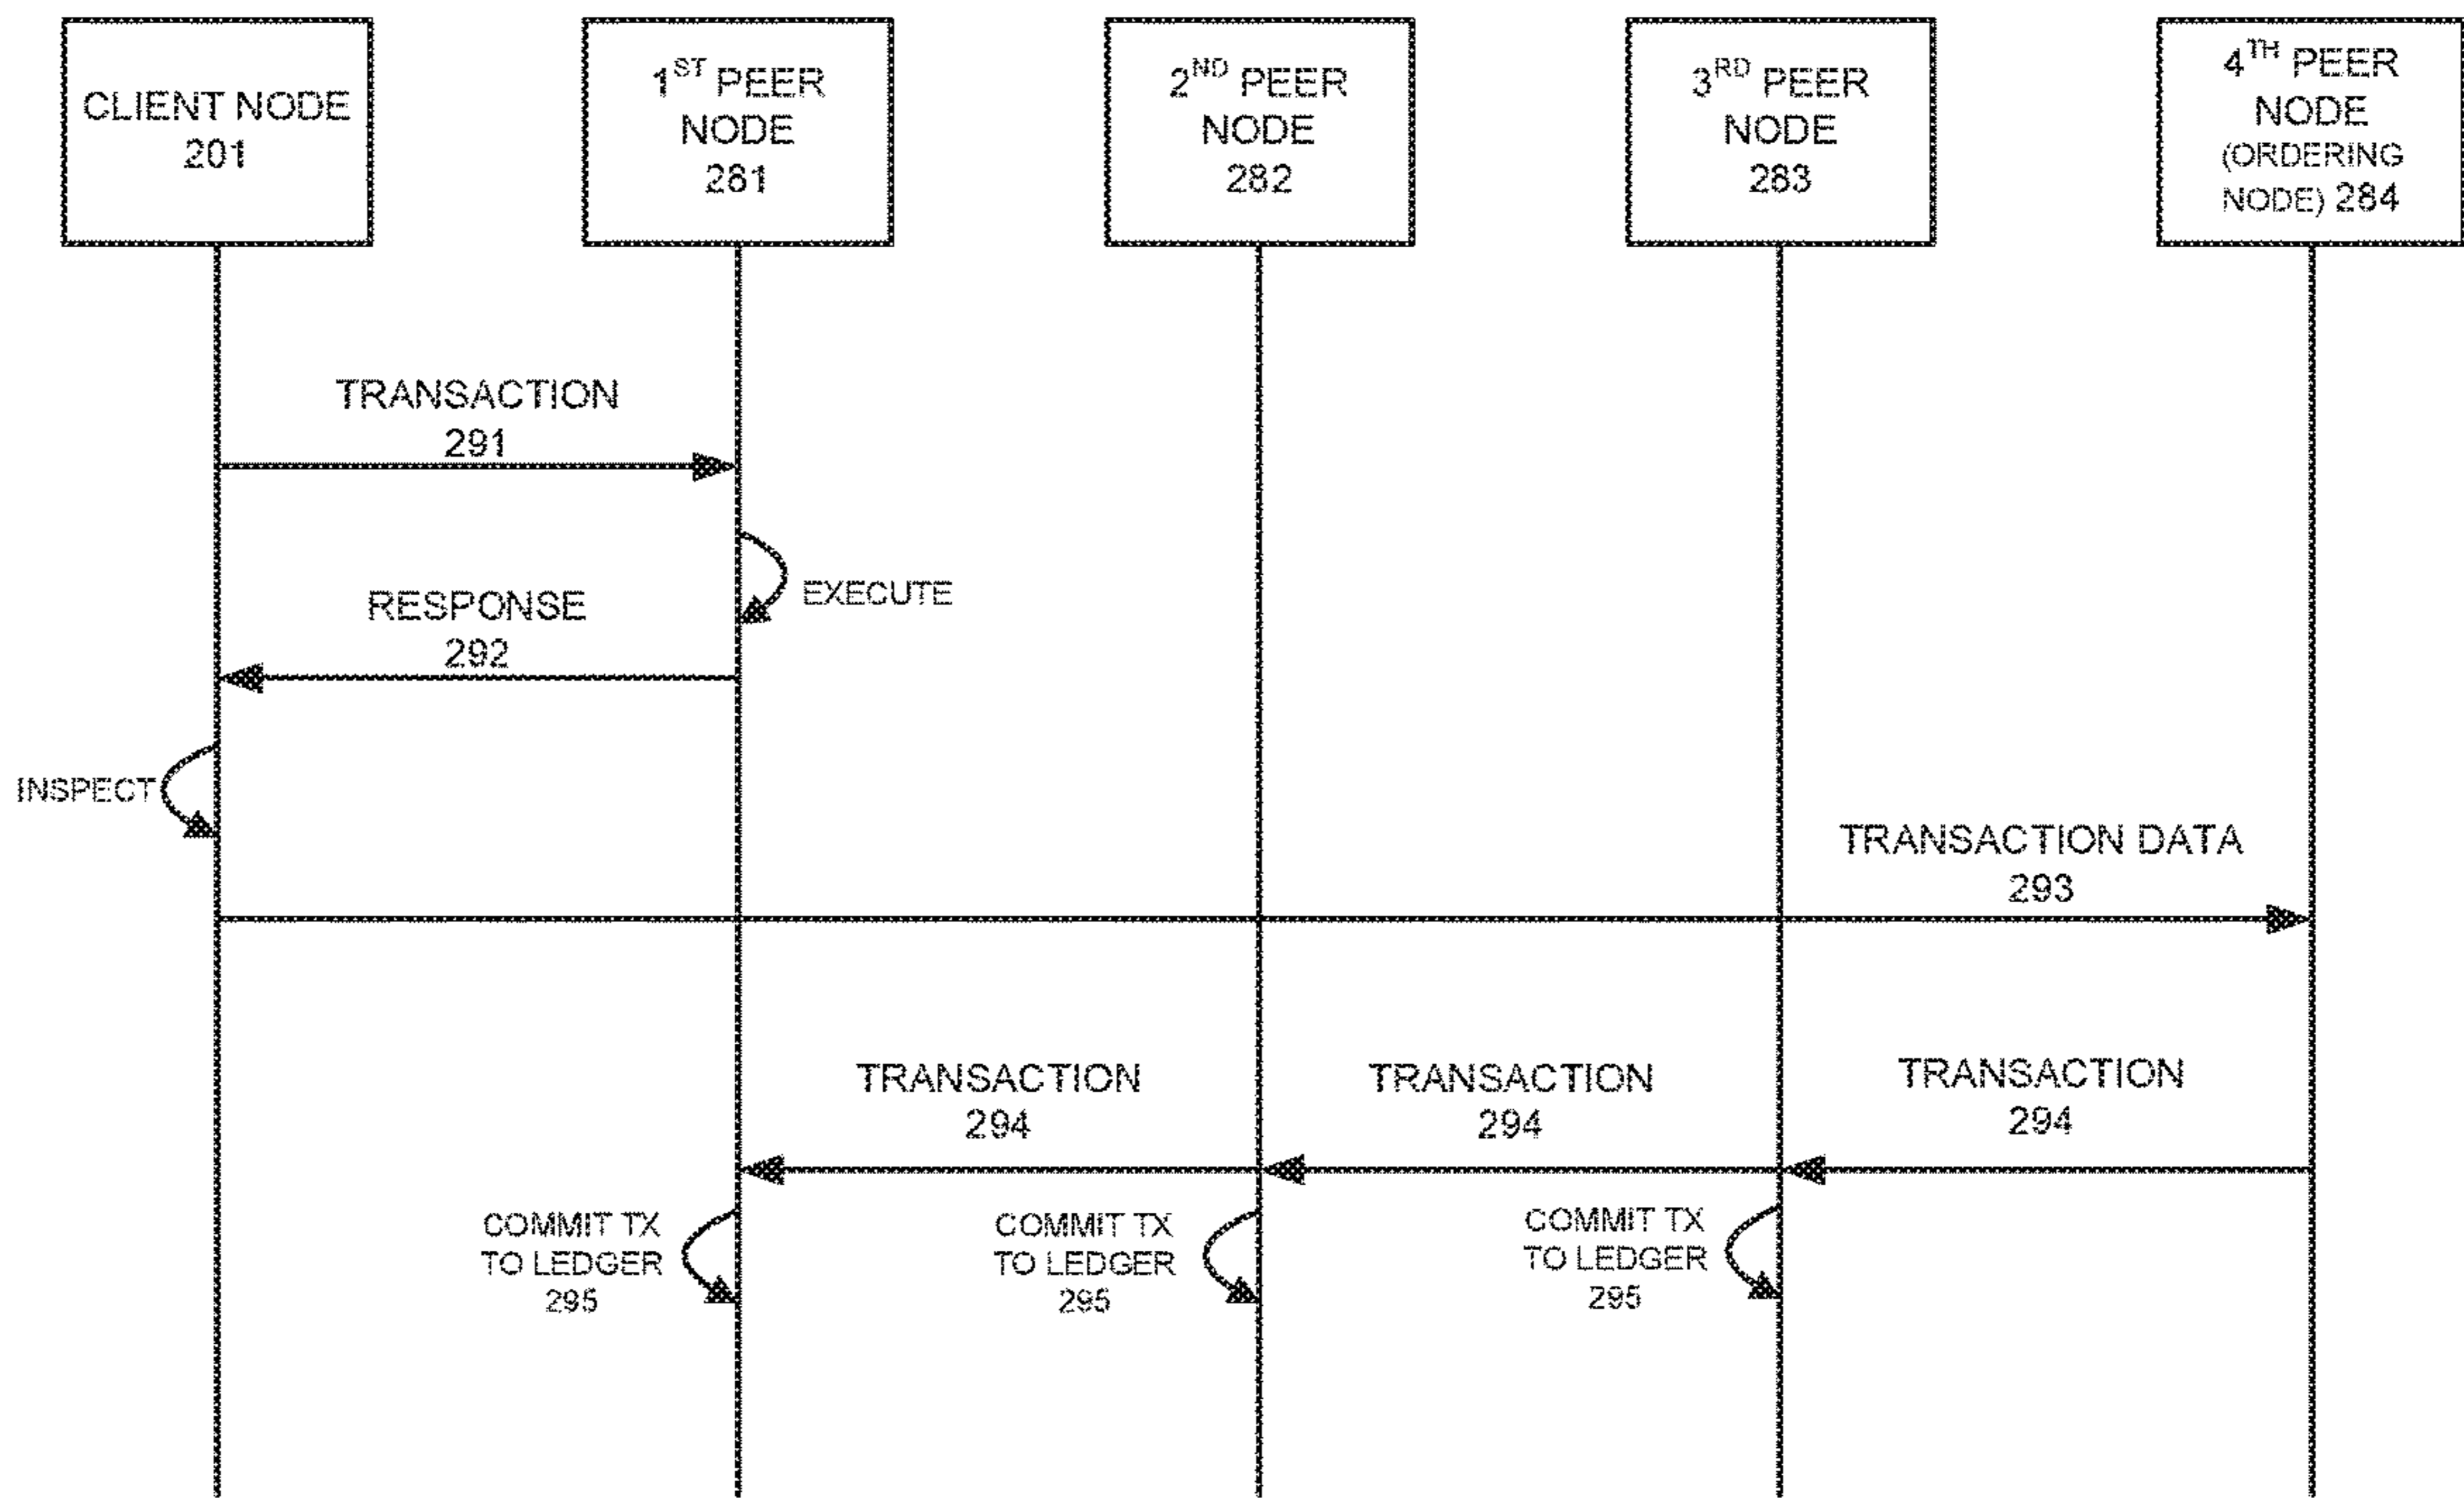 CLIENT NODE
201
1ST PEER
NODE
281
2ND PEER
NODE
282
3RD PEER
NODE
283
4TH PEER
NODE
(ORDERING
NODE) 284
TRANSACTION
291
EXECUTE
RESPONSE
292
INSPECT
TRANSACTION DATA
293
TRANSACTION
294
TRANSACTION
294
TRANSACTION
294
COMMIT TX
TO LEDGER
295
COMMIT TX
TO LEDGER
295
COMMIT TX
TO LEDGER
295